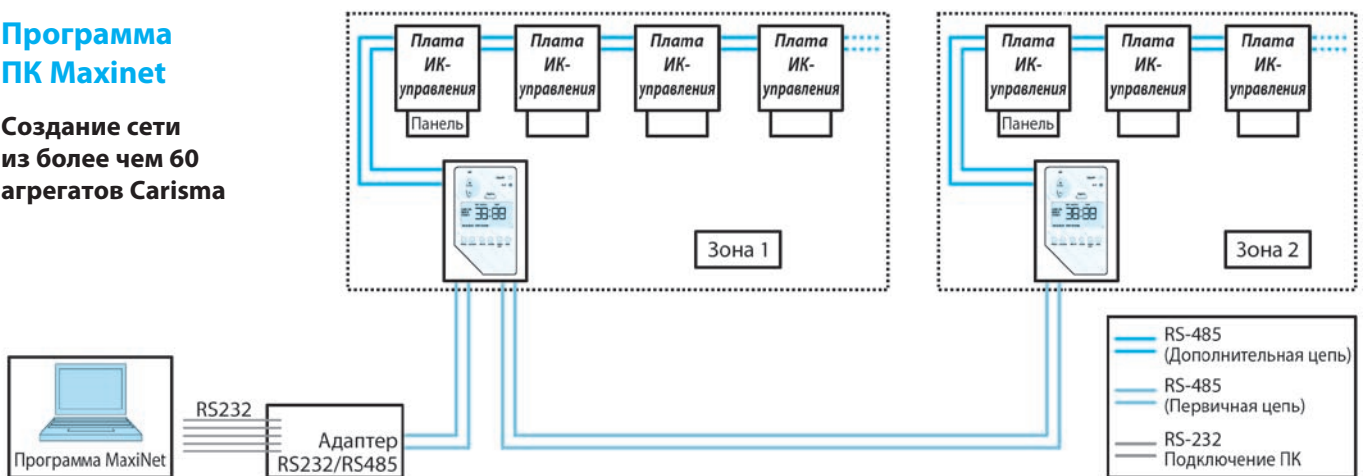 Программа
ПК Maxinet
Создание сети
из более чем 60
агрегатов Carisma
Плата
ИК-
управления
Панель
Плата
ИК-
управления
Плата
ИК-
управления
Плата
ИК-
управления
Зона 1
Плата
ИК-
управления
Панель
Плата
ИК-
управления
Плата
ИК-
управления
Зона 2
Программа MaxiNet
RS232
Адаптер
RS232/RS485
RS-485
(Дополнительная цепь)
RS-485
(Первичная цепь)
RS-232
Подключение ПК